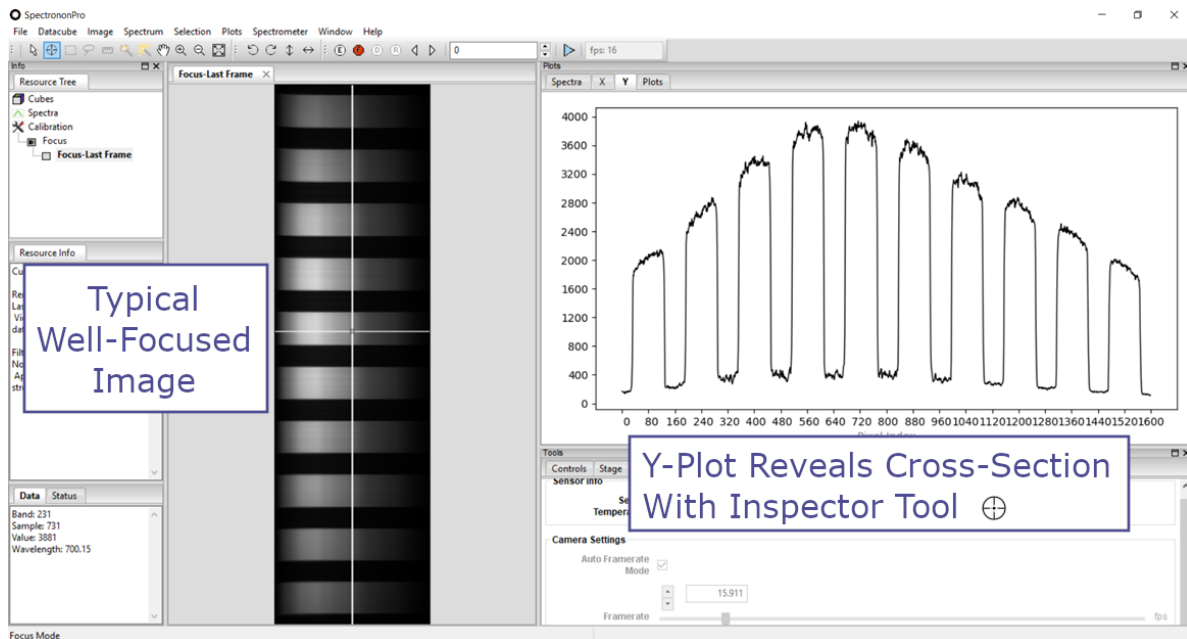 SpectrononPro
File Datacube Image Spectrum Selection Plots Spectrometer Window Help
E F D R 0 fps: 16
Info
Resource Tree
Cubes
Spectra
Calibration
Focus
Focus-Last Frame
Resource Info
Typical
Well-Focused
Image
Data Status
Band: 231
Sample: 731
Value: 3881
Wavelength: 700.15
Focus Mode
Focus-Last Frame
Plots
Spectra X Y Plots
4000
3600
3200
2800
2400
2000
1600
1200
800
400
0
0 80 160 240 320 400 480 560 640 720 800 880 960 1040 1120 1200 1280 1360 1440 1520 1600
Pixel Index
Y-Plot Reveals Cross-Section
With Inspector Tool
Tools
Controls Stage
Sensor Info
Camera Settings
Auto Framerate
Mode
15.911
Framerate fps